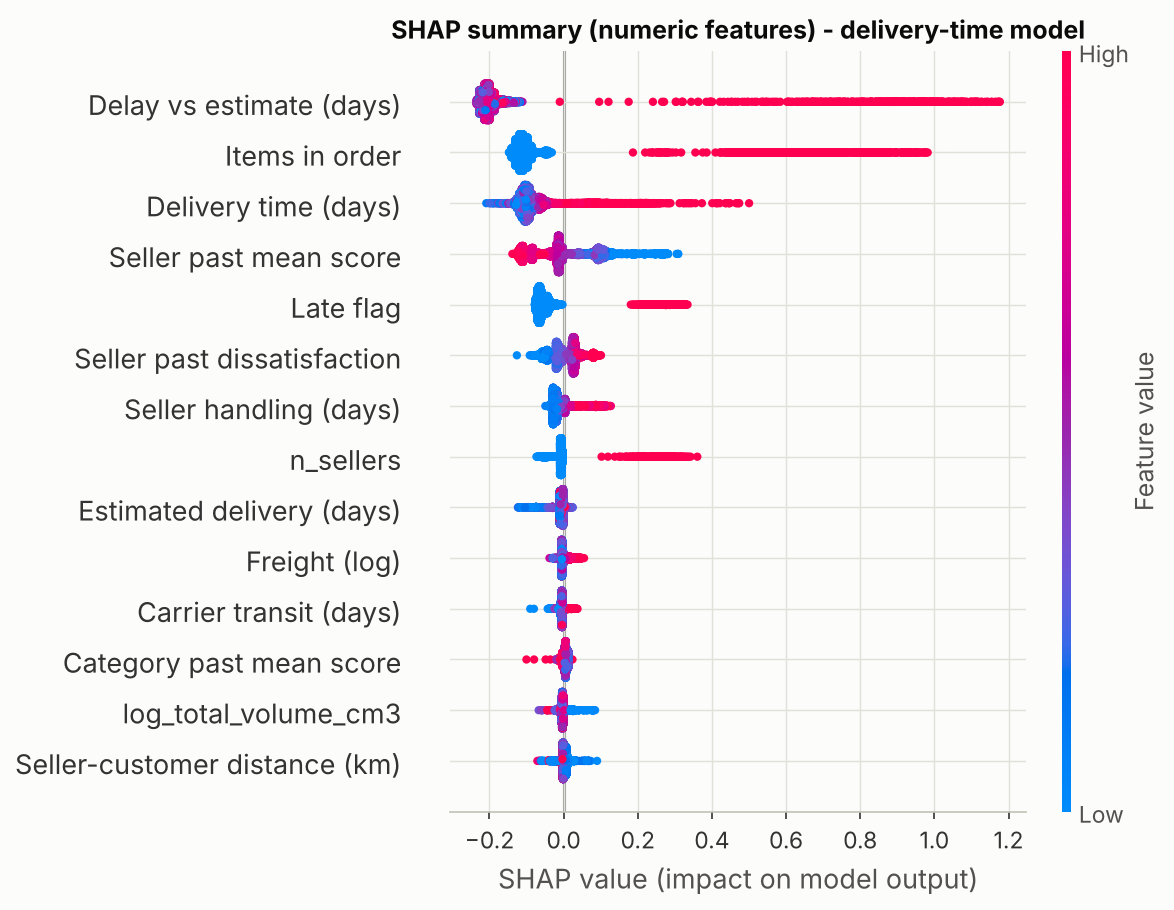 SHAP summary (numeric features) - delivery-time model
High
Delay vs estimate (days)
Items in order
Delivery time (days)
Seller past mean score
Late flag
Seller past dissatisfaction
Seller handling (days)
n_sellers
Estimated delivery (days)
Freight (log)
Carrier transit (days)
Category past mean score
log_total_volume_cm3
Seller-customer distance (km)
Feature value
Low
−0.2 0.0 0.2 0.4 0.6 0.8 1.0 1.2
SHAP value (impact on model output)